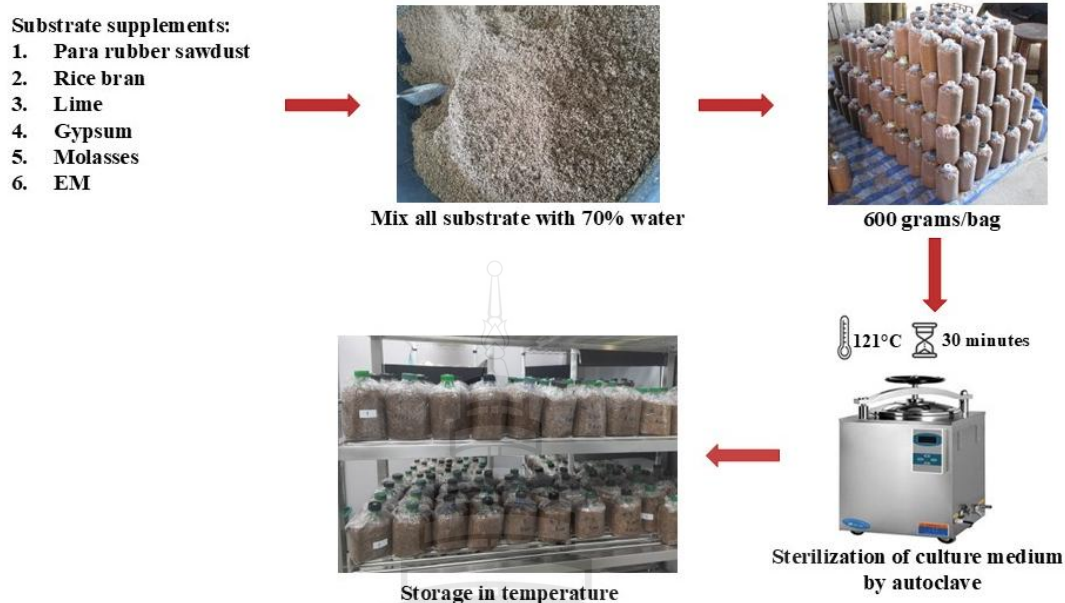 Substrate supplements:
1. Para rubber sawdust
2. Rice bran
3. Lime
4. Gypsum
5. Molasses
6. EM
Mix all substrate with 70% water
600 grams/bag
121°C
30 minutes
Sterilization of culture medium
by autoclave
Storage in temperature